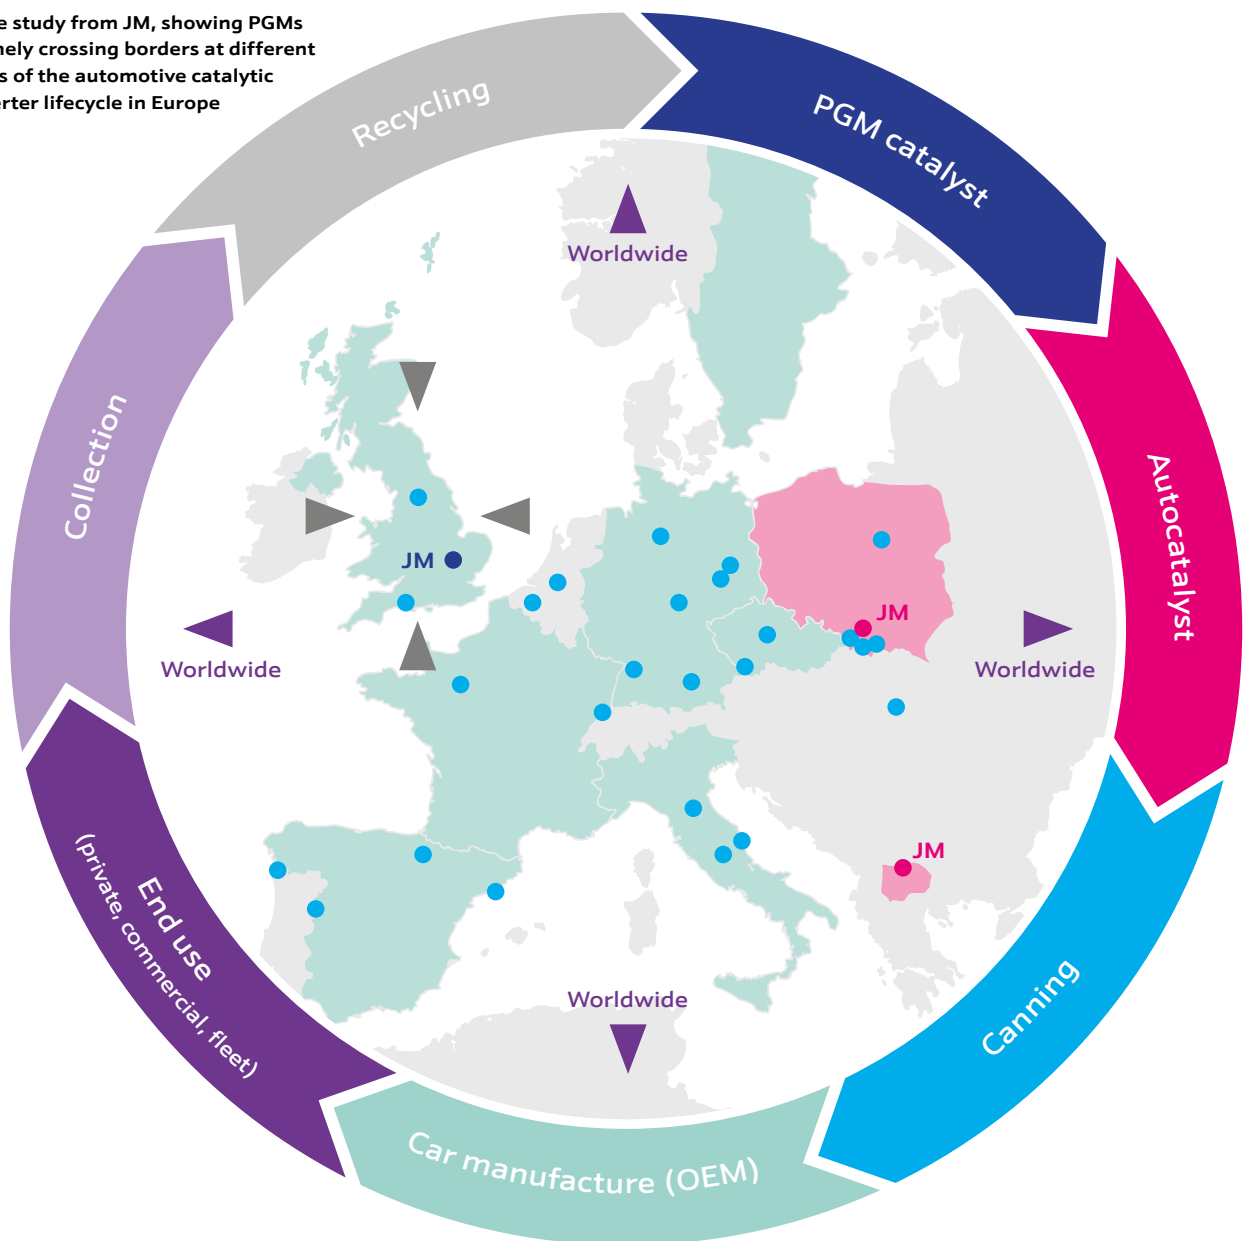 e study from JM, showing PGMs
nely crossing borders at different
s of the automotive catalytic
erter lifecycle in Europe
Recycling
PGM catalyst
Worldwide
Collection
Autocatalyst
JM
JM
Worldwide
Worldwide
JM
End use
(private, commercial, fleet)
Worldwide
Canning
Car manufacture (OEM)